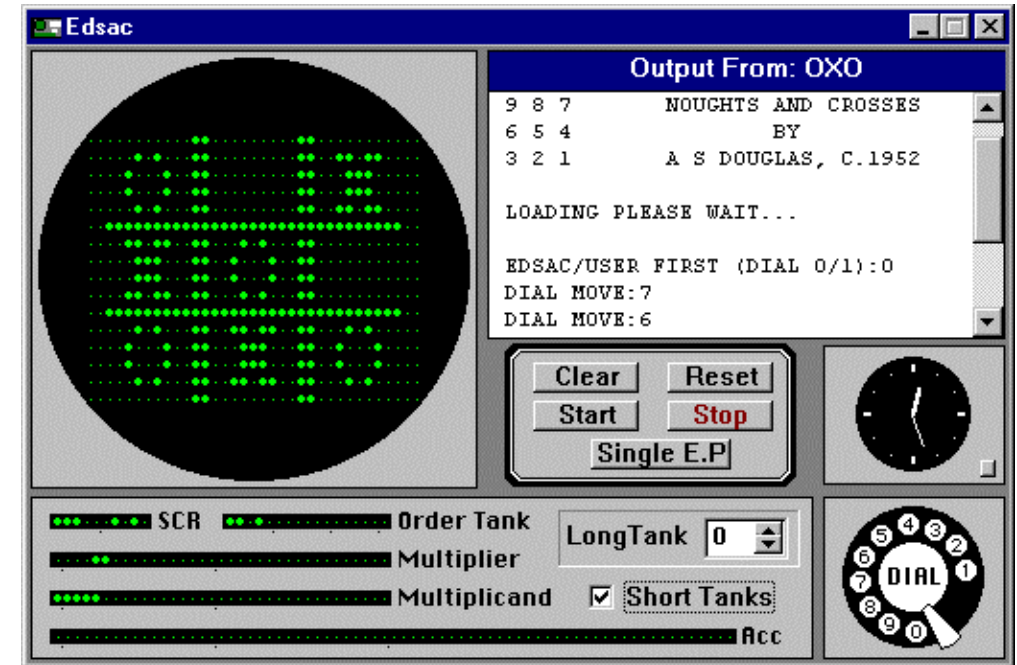 Edsac
Output From: OXO
9 8 7 NOUGHTS AND CROSSES
6 5 4 BY
3 2 1 A S DOUGLAS, C.1952
LOADING PLEASE WAIT...
EDSAC/USER FIRST (DIAL 0/1):0
DIAL MOVE:7
DIAL MOVE:6
Clear Reset
Start Stop
Single E.P
SCR Order Tank
Multiplier
Multiplicand
Acc
LongTank 0
Short Tanks
DIAL
1 2 3 4 5 6 7 8 9 0